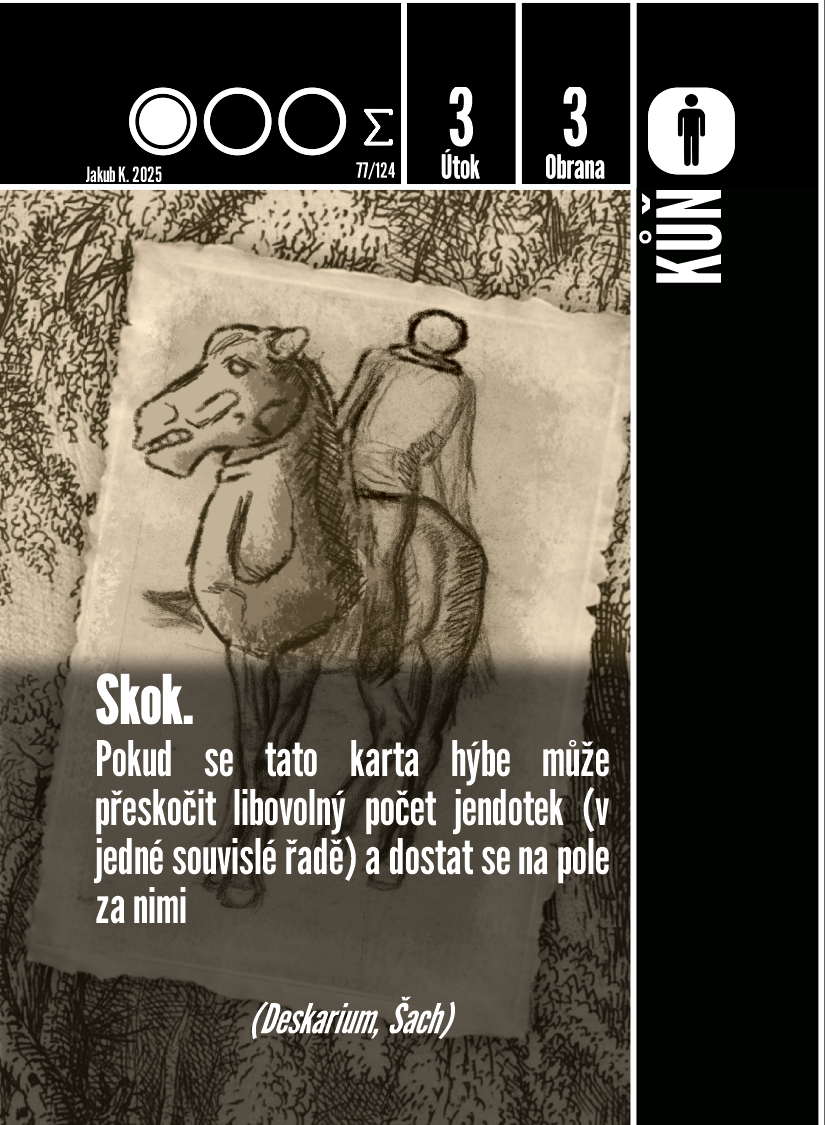 Σ
3
3
Jakub K. 2025
77/124
Útok
Obrana
KŮŇ
Skok.
Pokud se tato karta hýbe může
přeskočit libovolný počet jendotek (v
jedné souvislé řadě) a dostat se na pole
za nimi
(Deskarium, Šach)